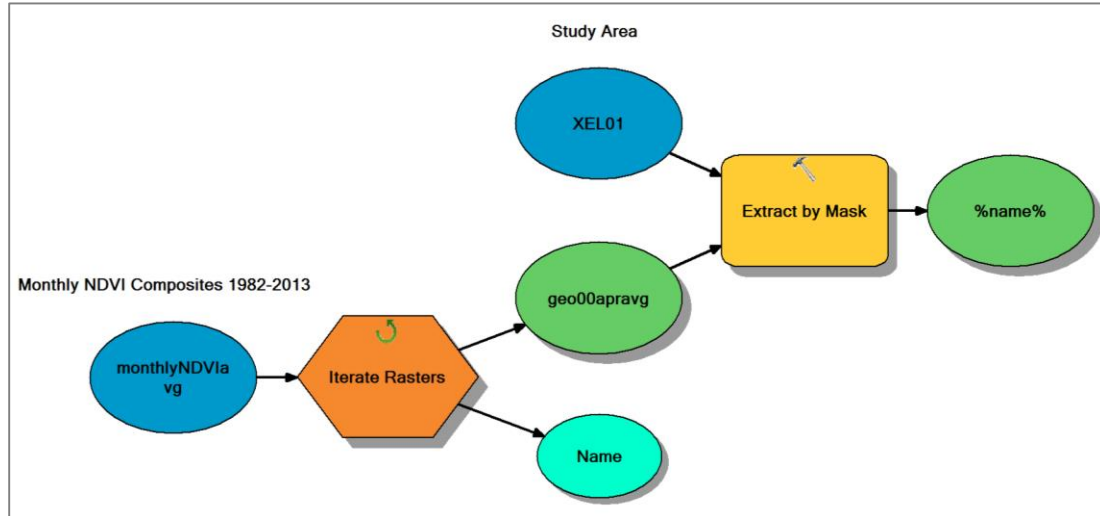 Study Area
XEL01
Extract by Mask
%name%
geo00apravg
Monthly NDVI Composites 1982-2013
monthlyNDVIa
vg
Iterate Rasters
Name